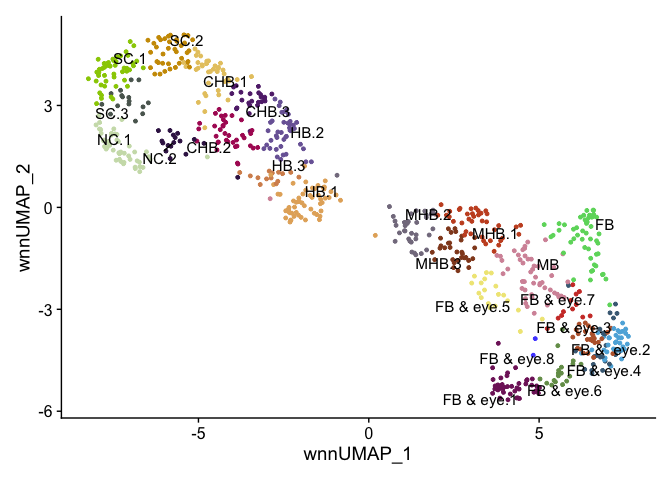 SC.2
SC.1
CHB.1
3
SC.3
CHB.3
HB.2
NC.1
CHB.2
NC.2
HB.3
HB.1
0
MHB.2
FB
MHB.1
MHB.3
MB
wnnUMAP_2
-3
FB & eye.5
FB & eye.7
FB & eye.3
FB & eye.2
FB & eye.8
FB & eye.4
FB & eye.6
FB & eye.1
-6
-5
0
5
wnnUMAP_1